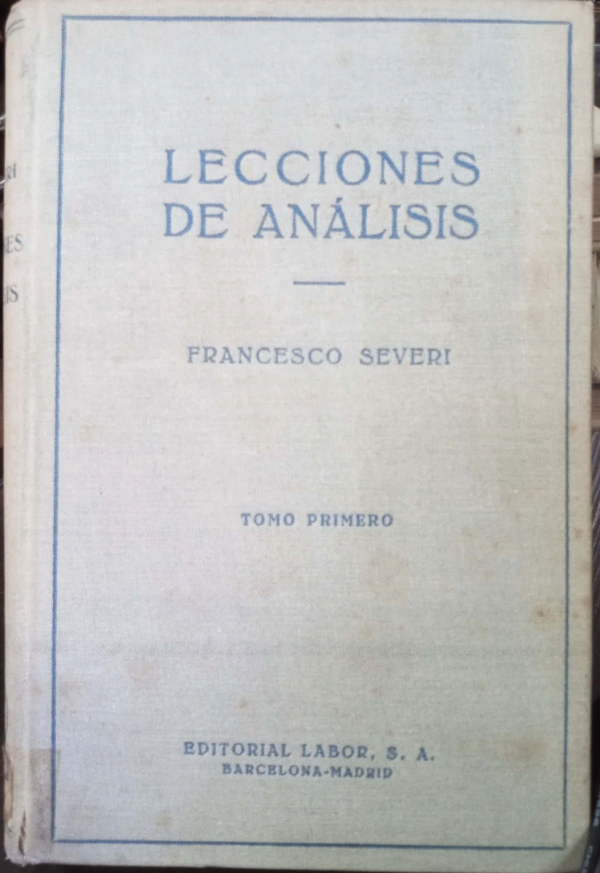 LECCIONES
DE ANÁLISIS
FRANCESCO SEVERI
TOMO PRIMERO
EDITORIAL LABOR, S. A.
BARCELONA-MADRID